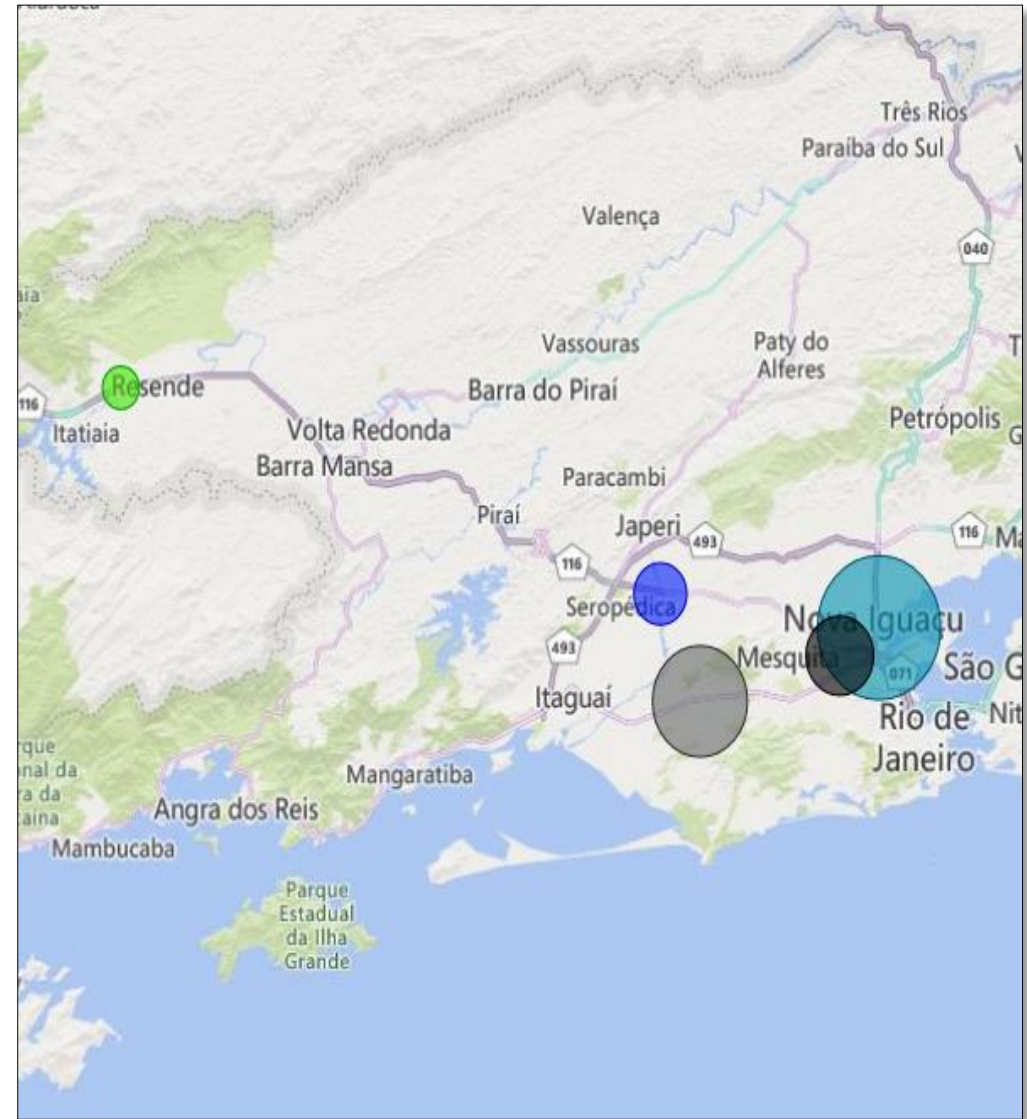 Três Rios
Paraíba do Sul
Valença
040
Vassouras
Paty do
Alferes
Resende
Barra do Piraí
116
Petrópolis
Itatiaia
Volta Redonda
Barra Mansa
Paracambi
Piraí
Japeri
493
116
116
Seropédica
Nova Iguaçu
493
Mesquita
071
São G
Itaguaí
Rio de
Janeiro
Nit
Mangaratiba
Angra dos Reis
Mambucaba
Parque
Estadual
da Ilha
Grande